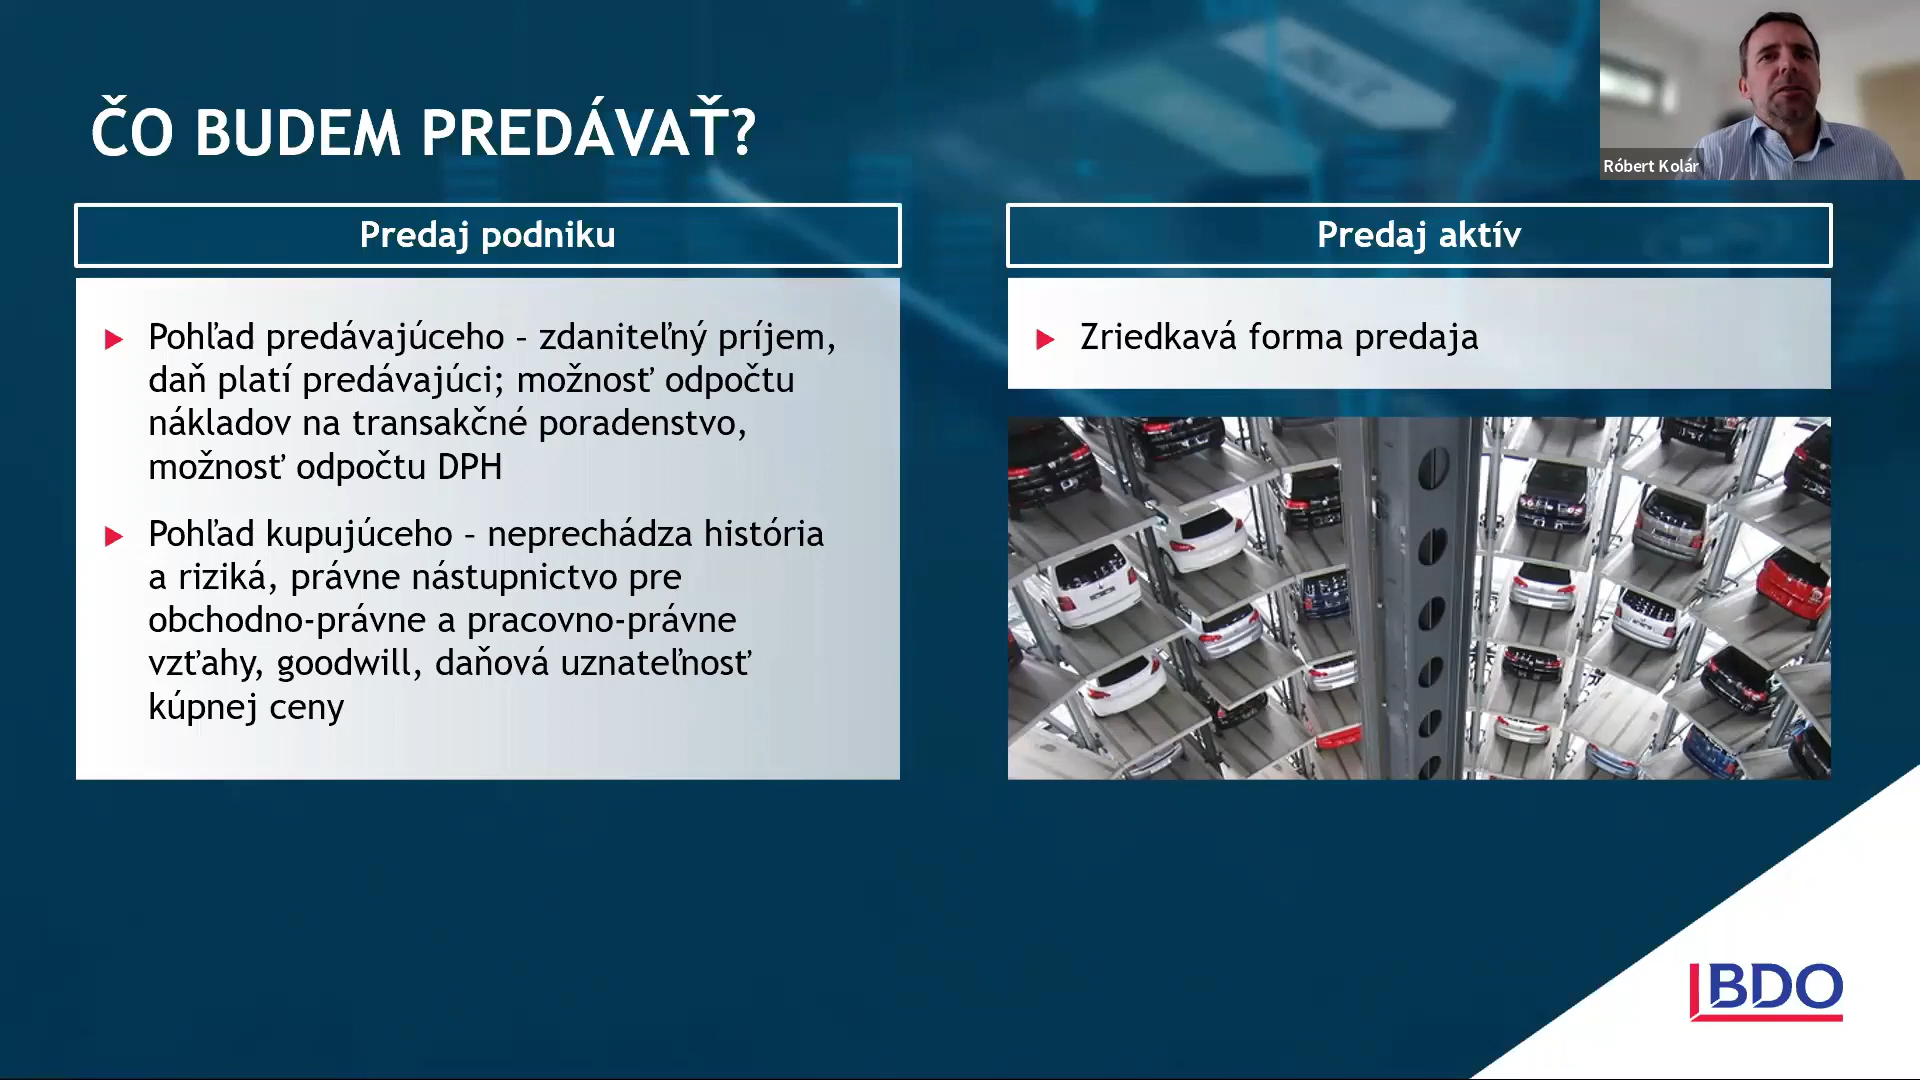 ČO BUDEM PREDÁVAŤ?
Róbert Kolár
Predaj podniku
Pohľad predávajúceho – zdaniteľný príjem,
daň platí predávajúci; možnosť odpočtu
nákladov na transakčné poradenstvo,
možnosť odpočtu DPH
Pohľad kupujúceho – neprechádza história
a riziká, právne nástupnictvo pre
obchodno-právne a pracovno-právne
vzťahy, goodwill, daňová uznateľnosť
kúpnej ceny
Predaj aktív
Zriedkavá forma predaja
BDO